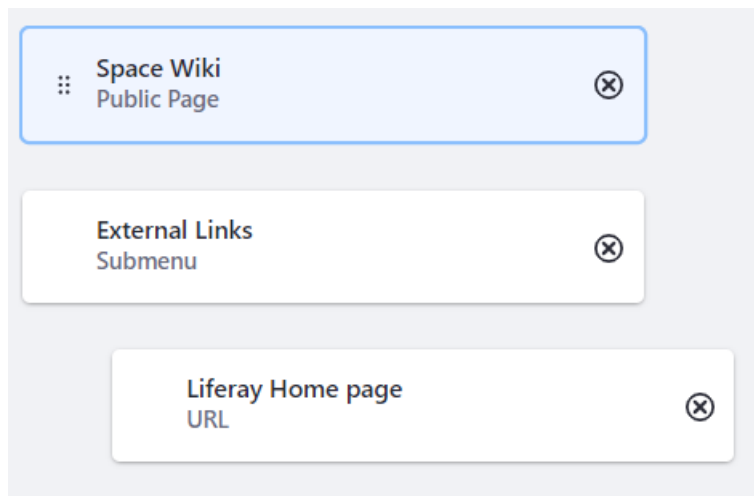 Space Wiki
Public Page
External Links
Submenu
Liferay Home page
URL